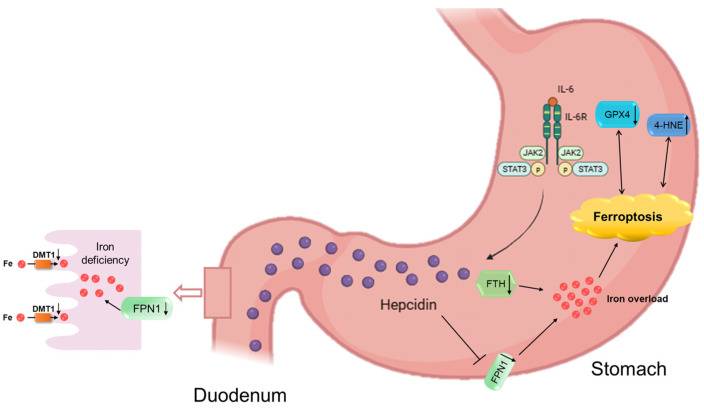 IL-6
IL-6R
GPX4
4-HNE
JAK2 JAK2
STAT3 P P STAT3
Ferroptosis
Iron
deficiency
DMT1
Fe
FTH
Iron overload
Hepcidin
DMT1
Fe
FPN1
FPN1
Stomach
Duodenum